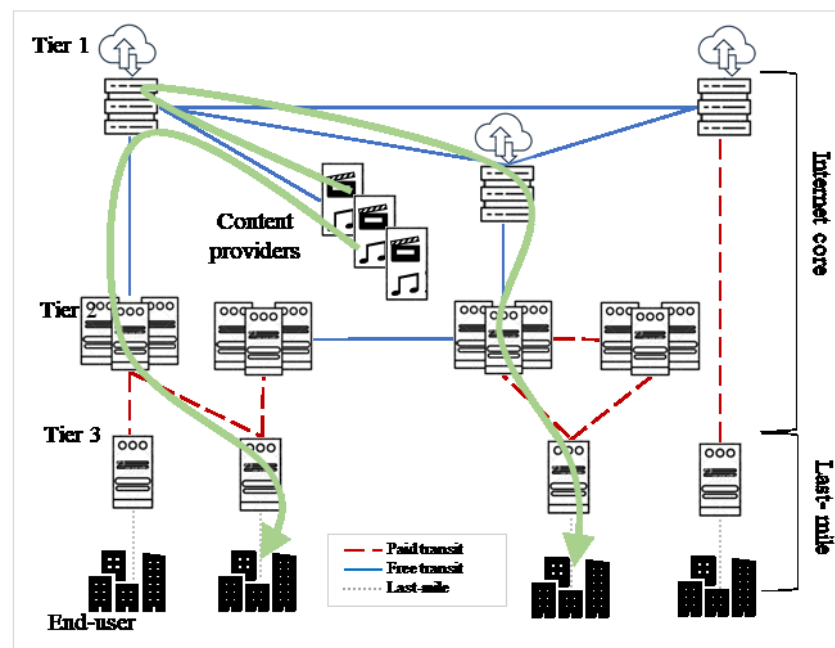 Tier 1
Content
providers
Tier 2
Tier 3
End-user
Paid transit
Free transit
Last-mile
Internet core
Last-mile